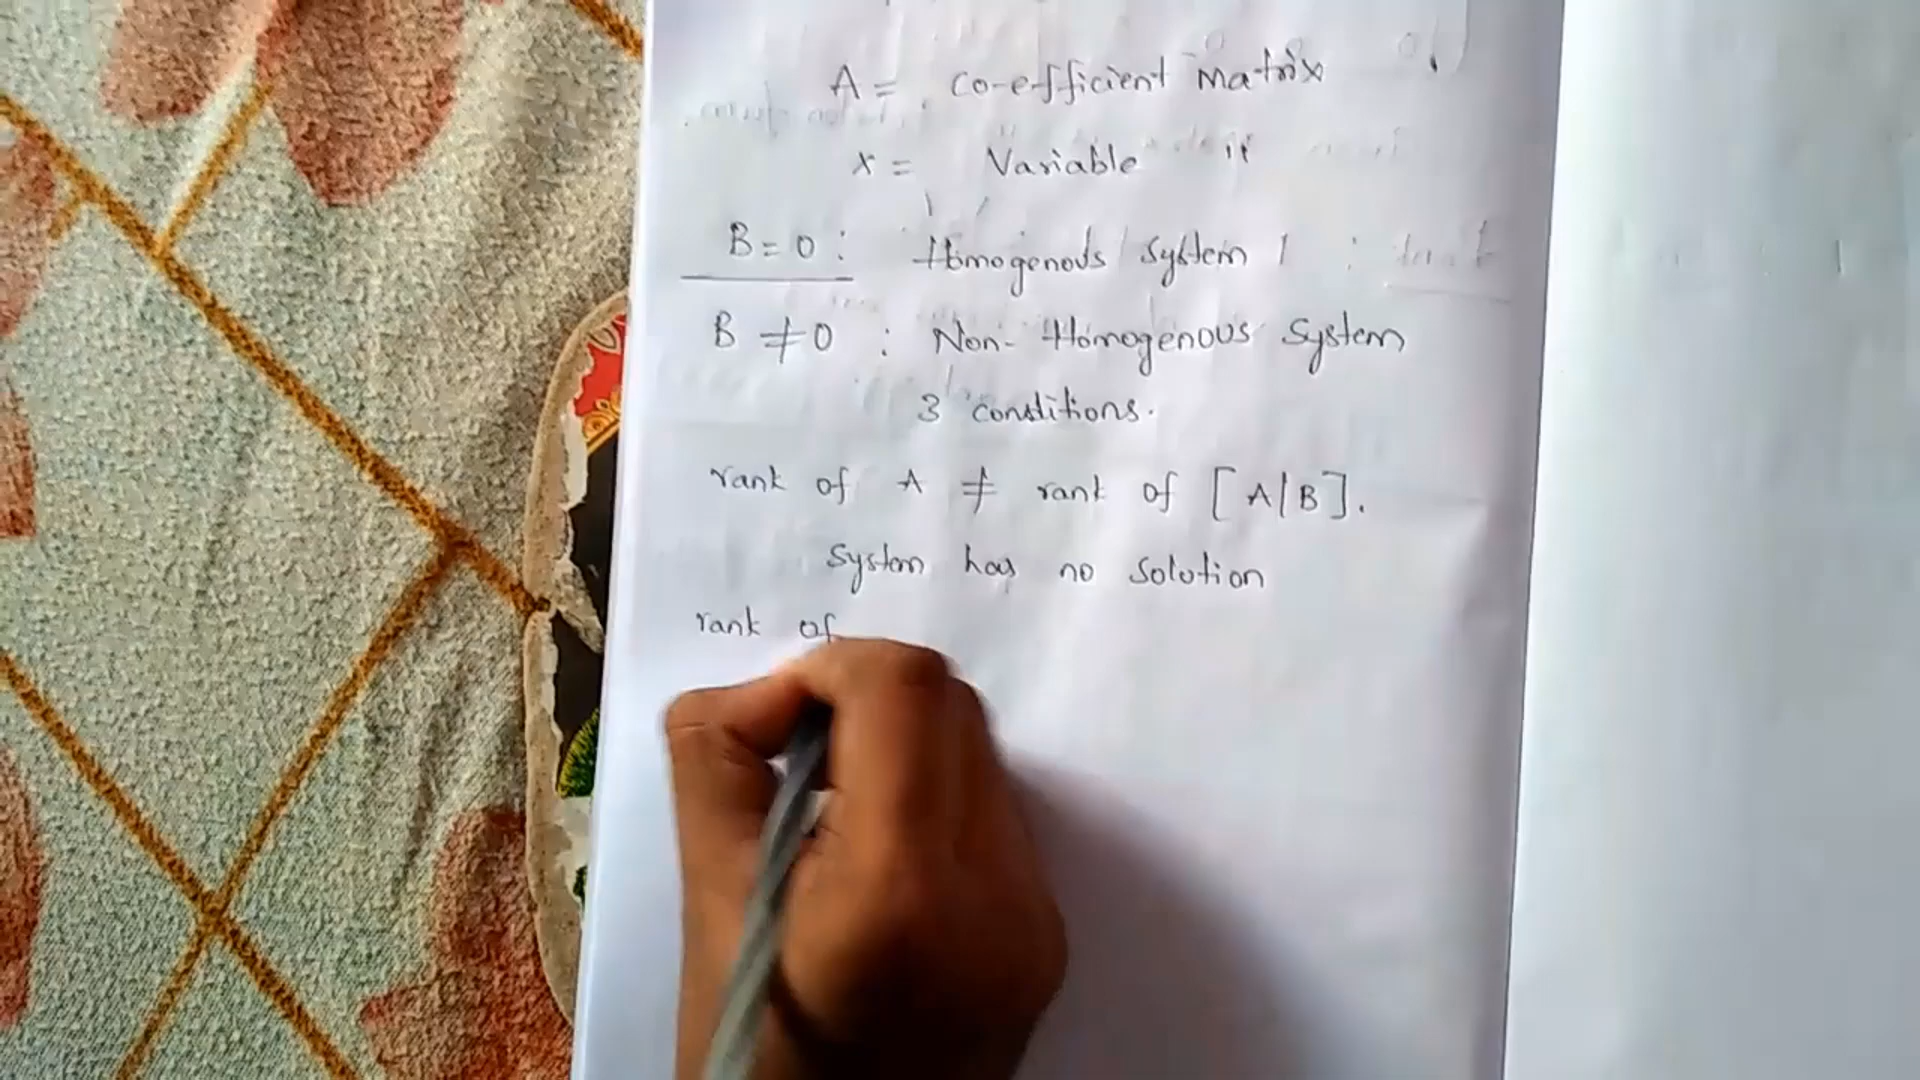 A = co-efficient matrix
x = Variable "
B = 0 : Homogenous system
B ≠ 0 : Non-Homogenous System
3 conditions.
rank of A ≠ rank of [A|B].
System has no solution
rank of